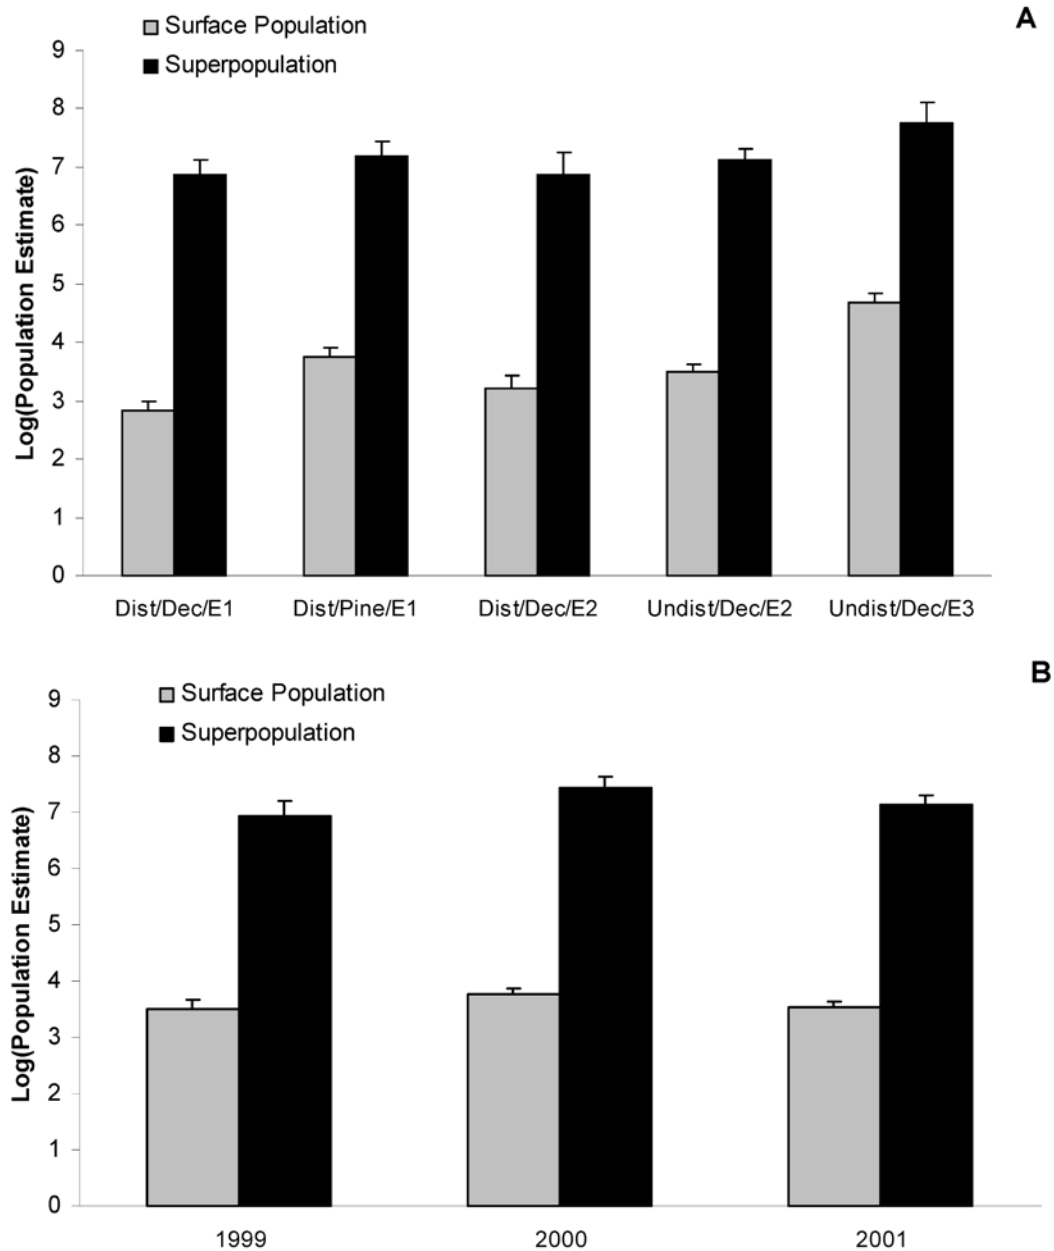 Surface Population
A
Superpopulation
9
8
7
6
5
4
3
2
1
0
Log(Population Estimate)
Dist/Dec/E1 Dist/Pine/E1 Dist/Dec/E2 Undist/Dec/E2 Undist/Dec/E3
B
Surface Population
Superpopulation
9
8
7
6
5
4
3
2
1
0
Log(Population Estimate)
1999 2000 2001